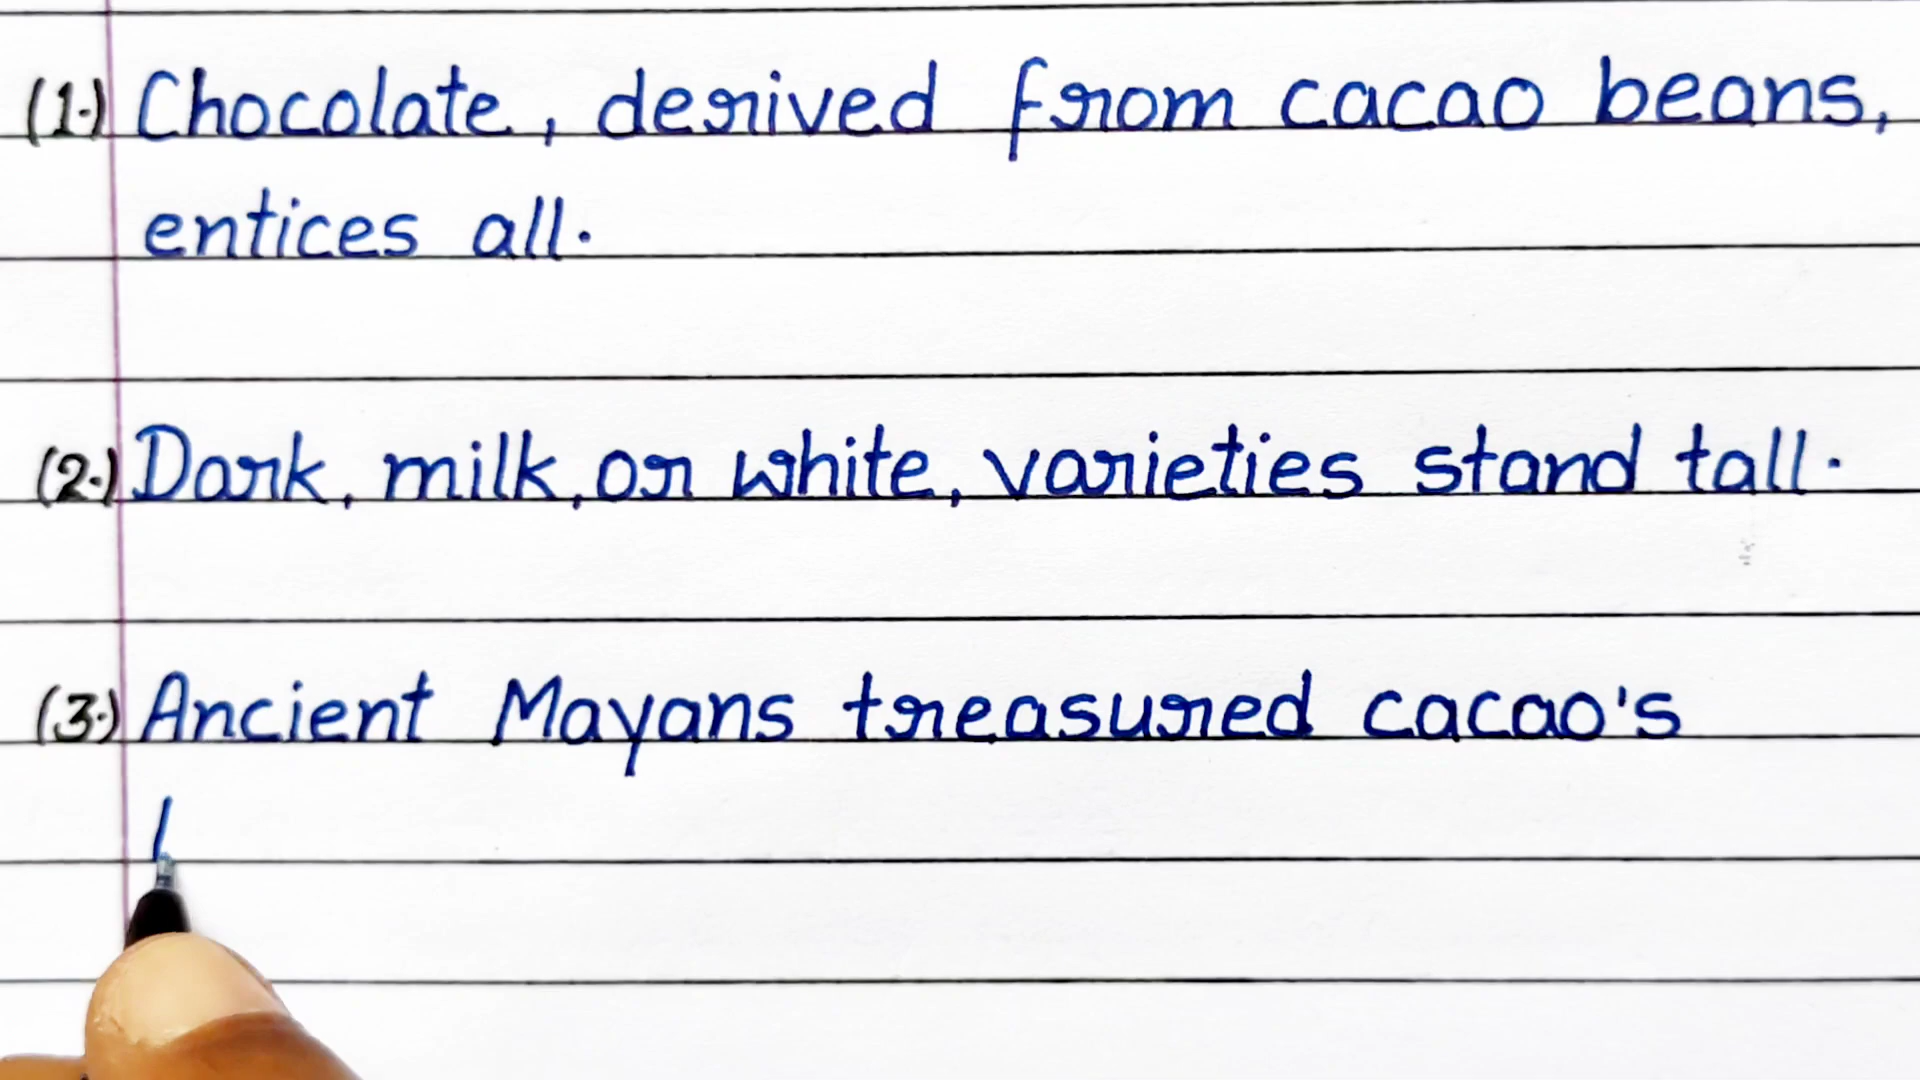 (1.) Chocolate, derived from cacao beans,
entices all.
(2.) Dark, milk, or white, varieties stand tall.
(3.) Ancient Mayans treasured cacao's